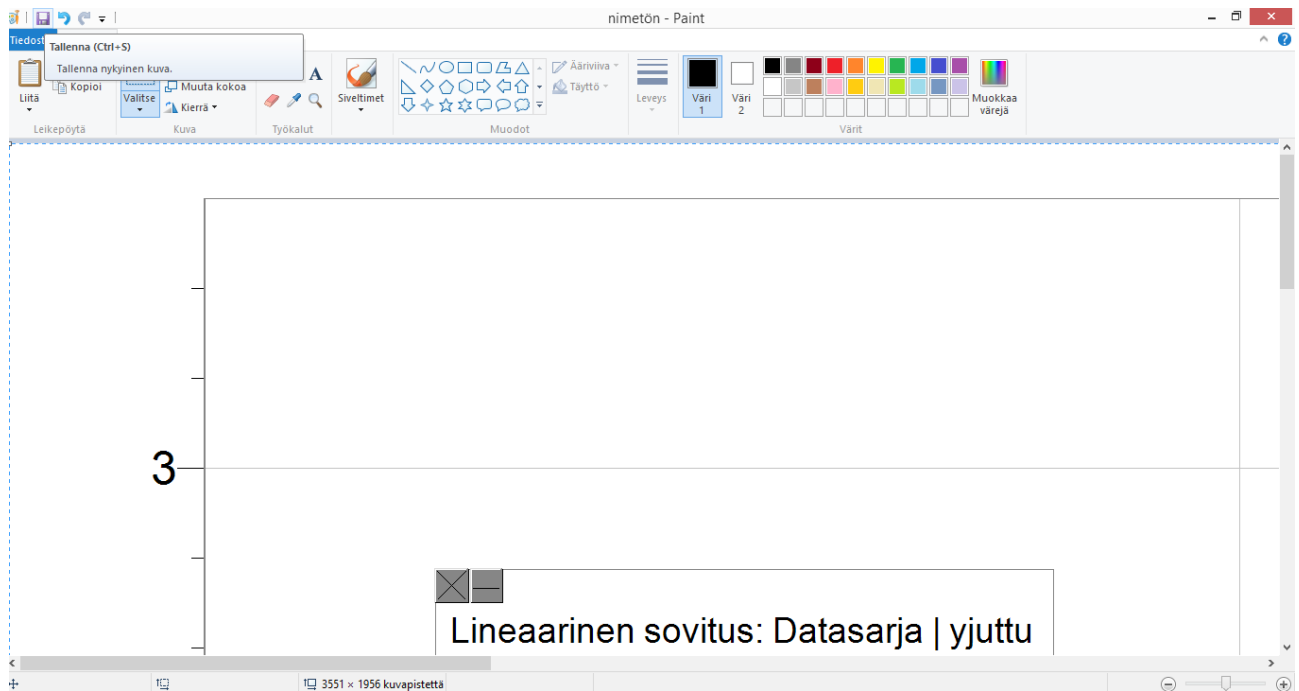 nimetön - Paint
Tiedost
Tallenna (Ctrl+S)
Tallenna nykyinen kuva.
Liitä
Kopioi
Valitse
Muuta kokoa
Kierrä
A
Siveltimet
Ääriviiva
Täyttö
Leveys
Väri 1
Väri 2
Muokkaa värejä
Leikepöytä
Kuva
Työkalut
Muodot
Värit
3
Lineaarinen sovitus: Datasarja | yjuttu
3551 × 1956 kuvapistettä